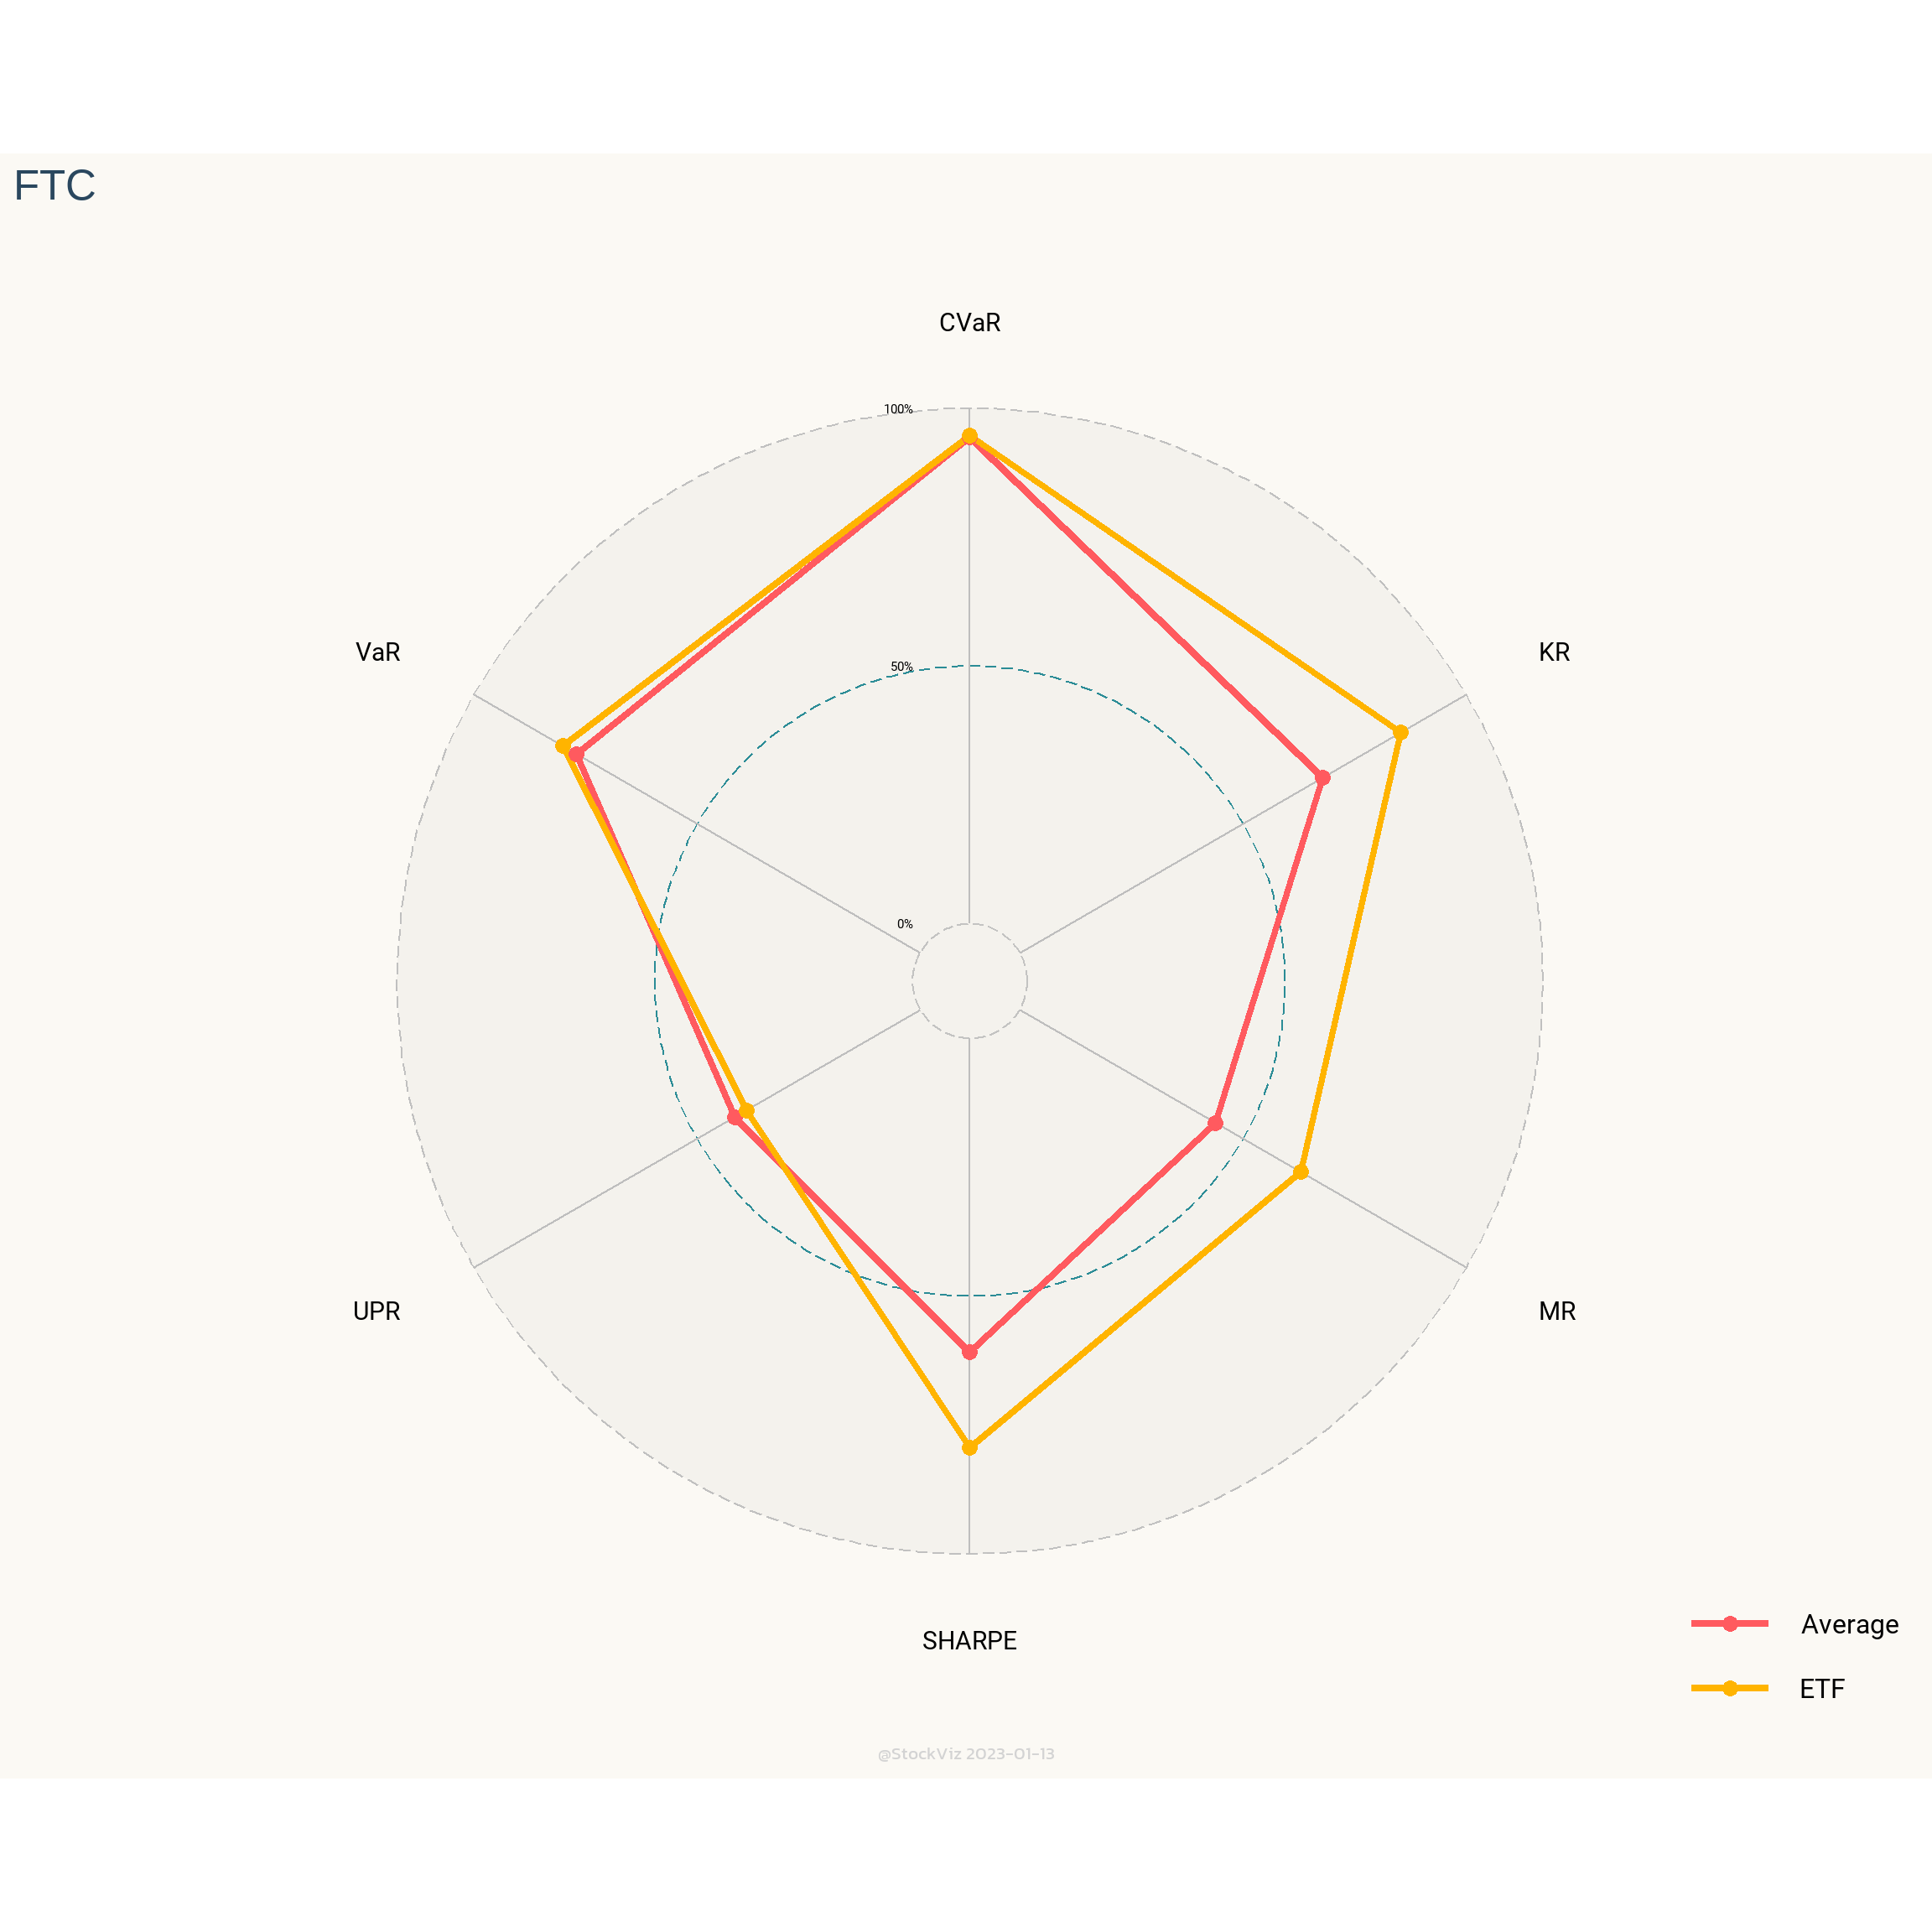 FTC
CVaR
100%
VaR
KR
50%
0%
UPR
MR
SHARPE
Average
ETF
@StockViz 2023-01-13